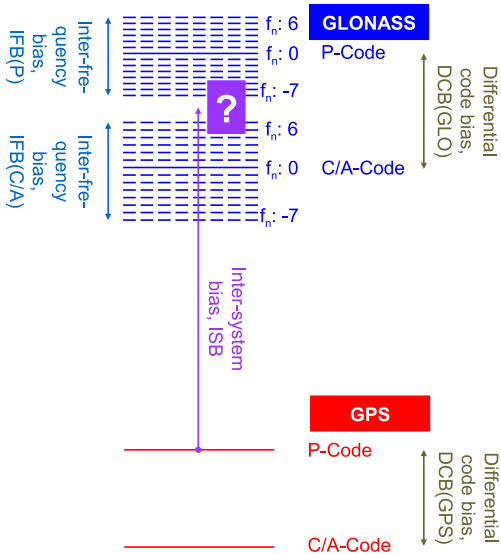 GLONASS
fn: 6
fn: 0
P-Code
fn: -7
Inter-fre-
quency
bias,
IFB(P)
?
Differential
code bias,
DCB(GLO)
fn: 6
fn: 0
C/A-Code
fn: -7
Inter-fre-
quency
bias,
IFB(C/A)
Inter-system
bias, ISB
GPS
P-Code
C/A-Code
Differential
code bias,
DCB(GPS)